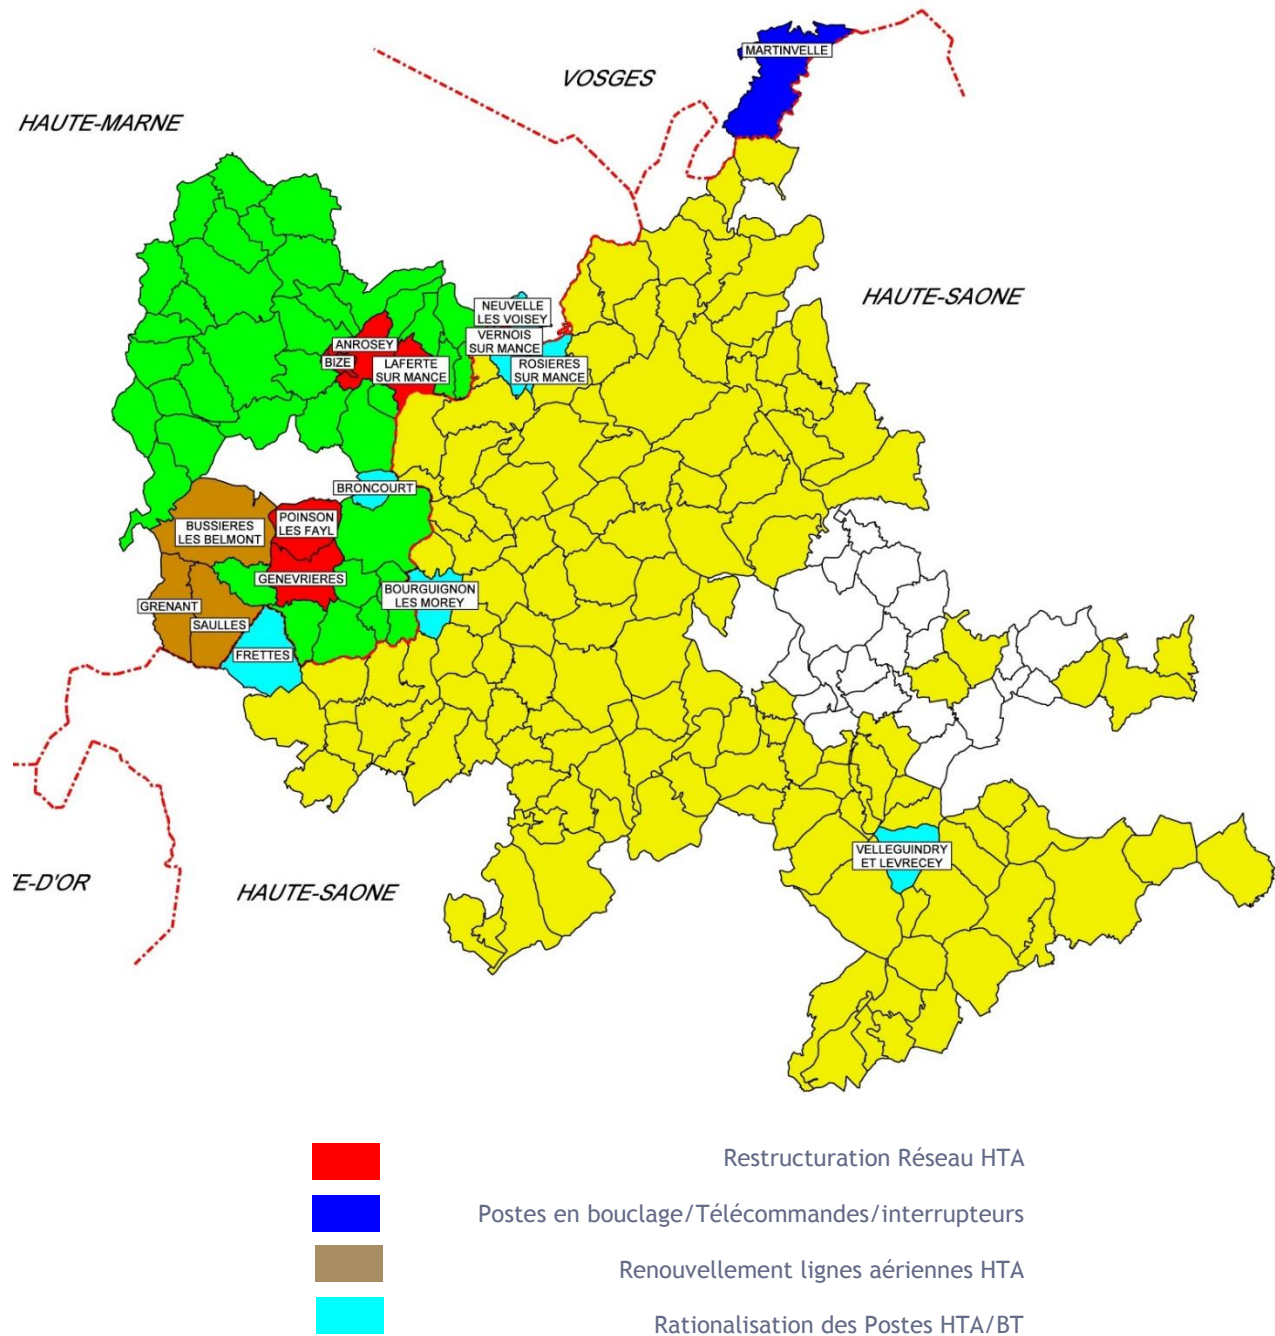 MARTINVELLE
VOSGES
HAUTE-MARNE
HAUTE-SAONE
NEUVELLE
LES VOISEY
VERNOIS
SUR MANCE
ROSIERES
SUR MANCE
ANROSEY
BIZE
LAFERTE
SUR MANCE
BRONCOURT
POINSON
LES FAYL
BUSSIERES
LES BELMONT
GENEVRIERES
BOURGUIGNON
LES MOREY
GRENANT
SAULLES
FRETTES
VELLEGUINDRY
ET LEVRECEY
E-D'OR
HAUTE-SAONE
Restructuration Réseau HTA
Postes en bouclage/Télécommandes/interrupteurs
Renouvellement lignes aériennes HTA
Rationalisation des Postes HTA/BT